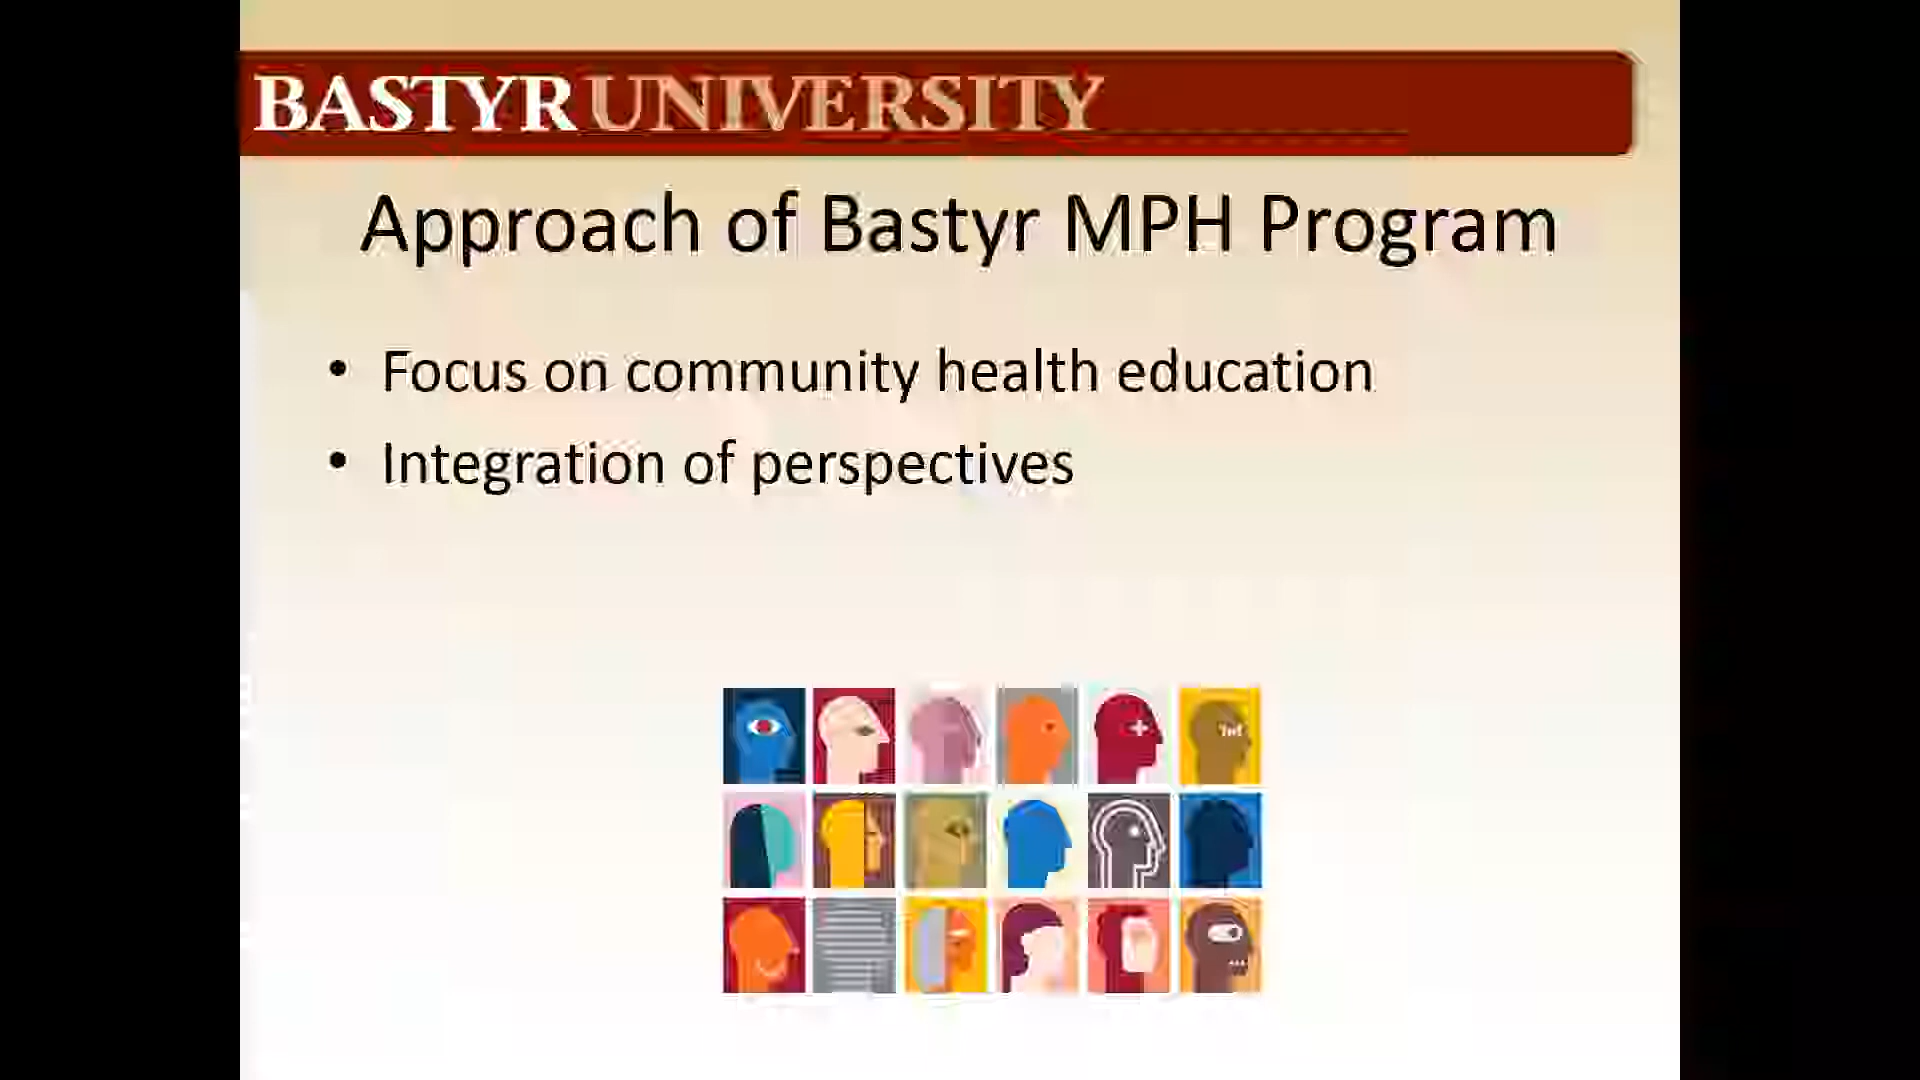 BASTYR UNIVERSITY
Approach of Bastyr MPH Program
• Focus on community health education
• Integration of perspectives